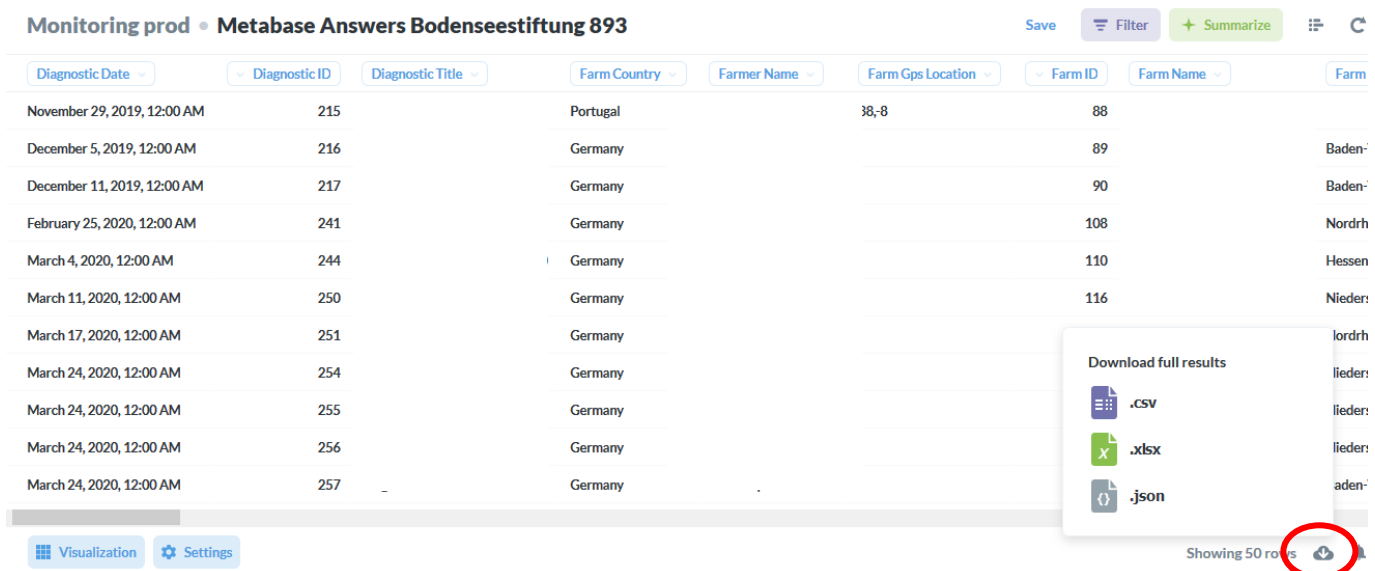 Monitoring prod • Metabase Answers Bodenseestiftung 893 Save Filter Summarize
Diagnostic Date Diagnostic ID Diagnostic Title Farm Country Farmer Name Farm Gps Location Farm ID Farm Name Farm
November 29, 2019, 12:00 AM 215 Portugal 38,-8 88
December 5, 2019, 12:00 AM 216 Germany 89 Baden-
December 11, 2019, 12:00 AM 217 Germany 90 Baden-
February 25, 2020, 12:00 AM 241 Germany 108 Nordrh
March 4, 2020, 12:00 AM 244 Germany 110 Hessen
March 11, 2020, 12:00 AM 250 Germany 116 Nieders
March 17, 2020, 12:00 AM 251 Germany
March 24, 2020, 12:00 AM 254 Germany
March 24, 2020, 12:00 AM 255 Germany
March 24, 2020, 12:00 AM 256 Germany
March 24, 2020, 12:00 AM 257 Germany
Download full results
.csv
.xlsx
.json
Visualization Settings Showing 50 rows